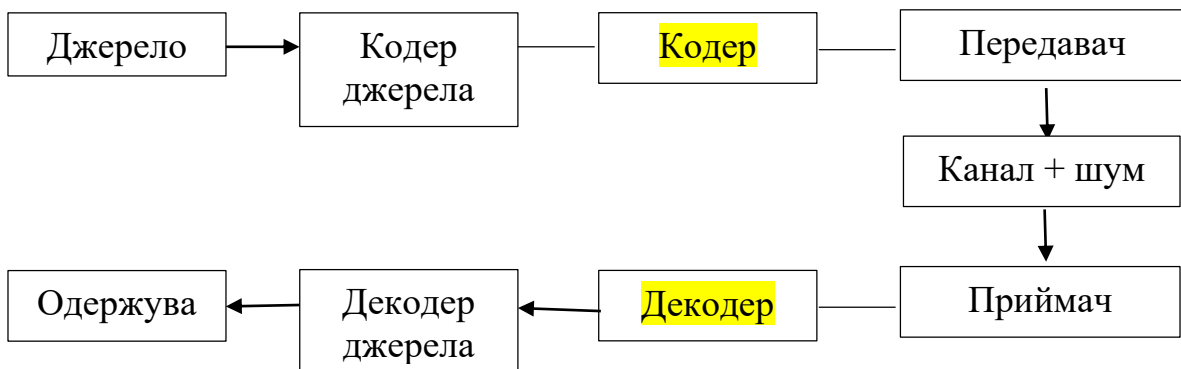 Джерело
Кодер
джерела
Кодер
Передавач
Канал + шум
Приймач
Декодер
Декодер
джерела
Одержува